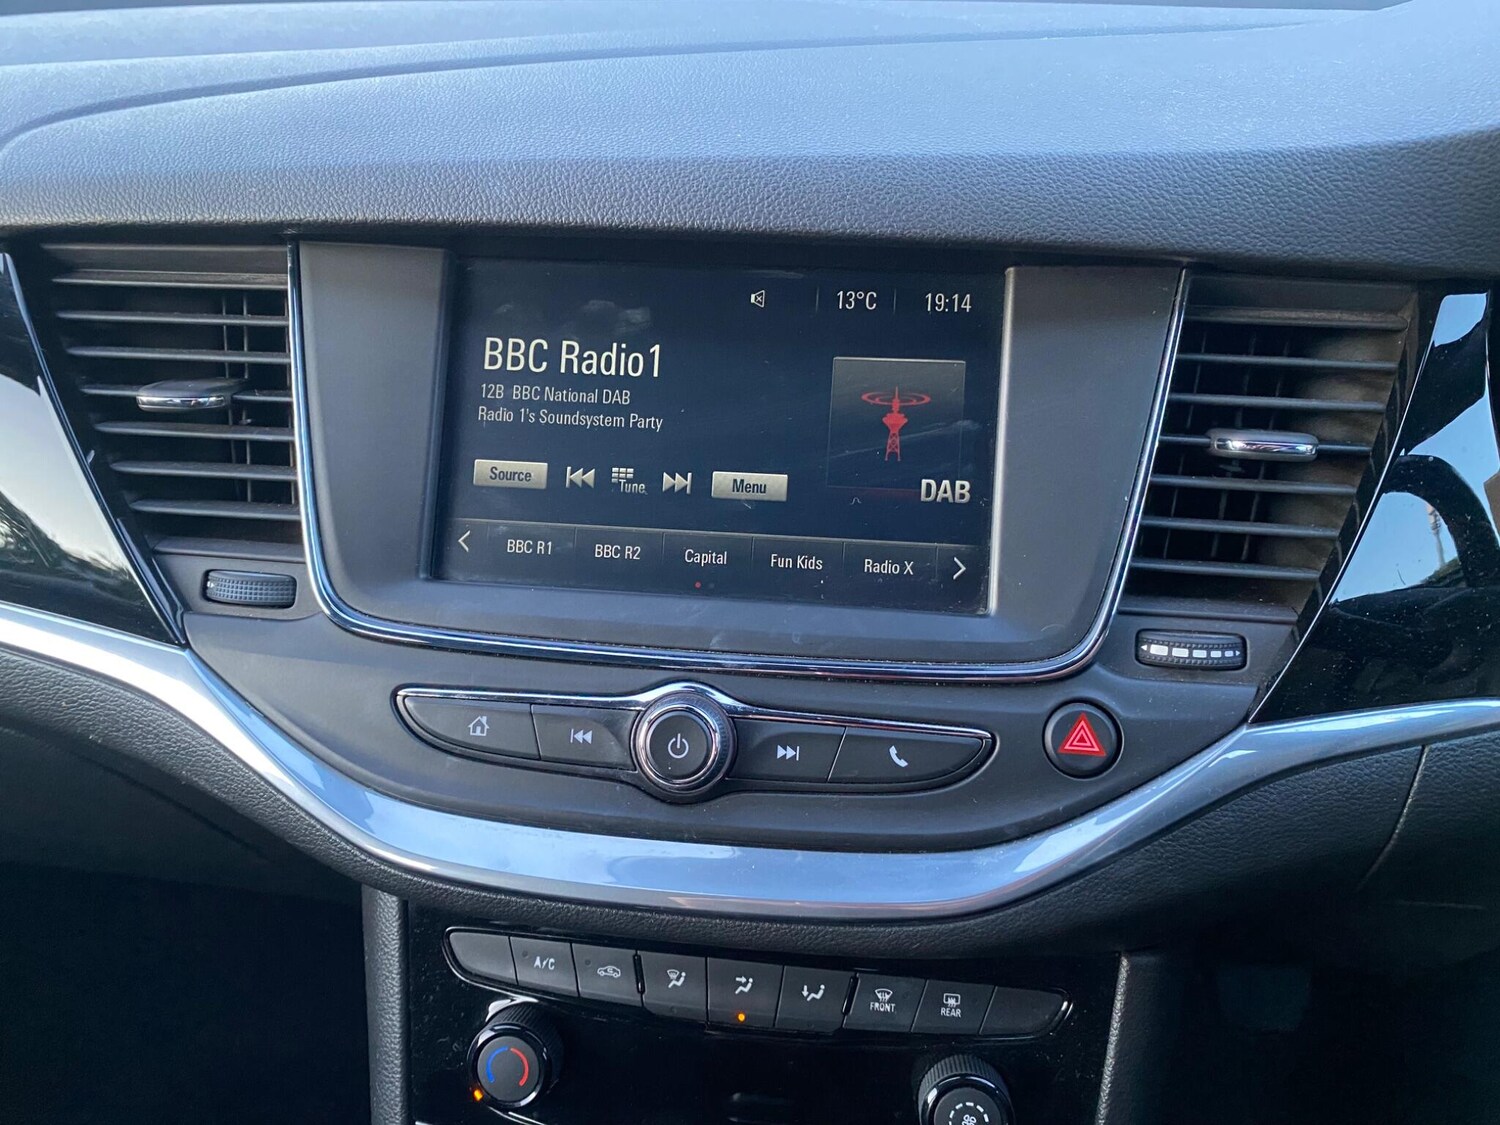 13°C 19:14
BBC Radio1
12B BBC National DAB
Radio 1's Soundsystem Party
Source Tune Menu
DAB
BBC R1 BBC R2 Capital Fun Kids Radio X
A/C FRONT REAR